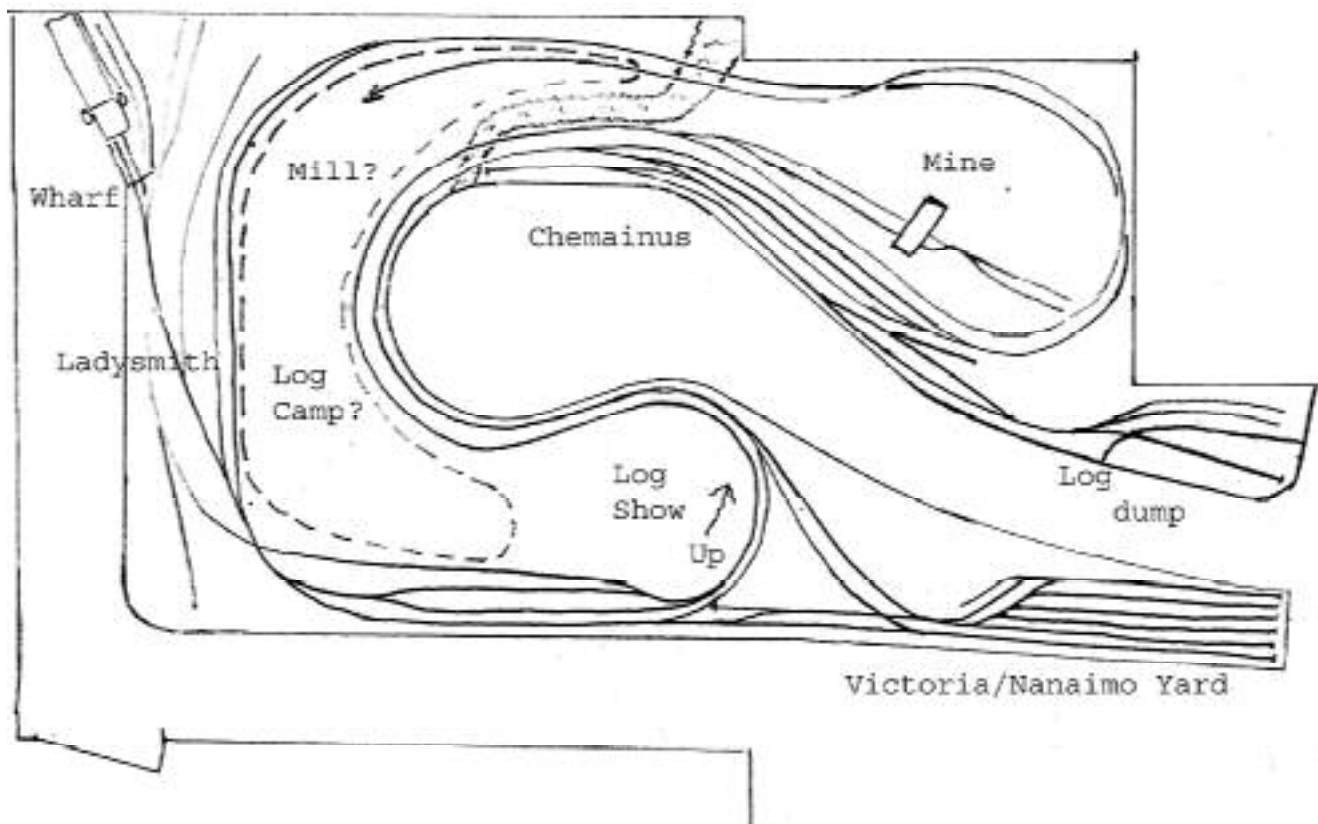 Mill?
Mine
Wharf
Chemainus
Ladysmith
Log
Camp?
Log
Show
Up
Log
dump
Victoria/Nanaimo Yard